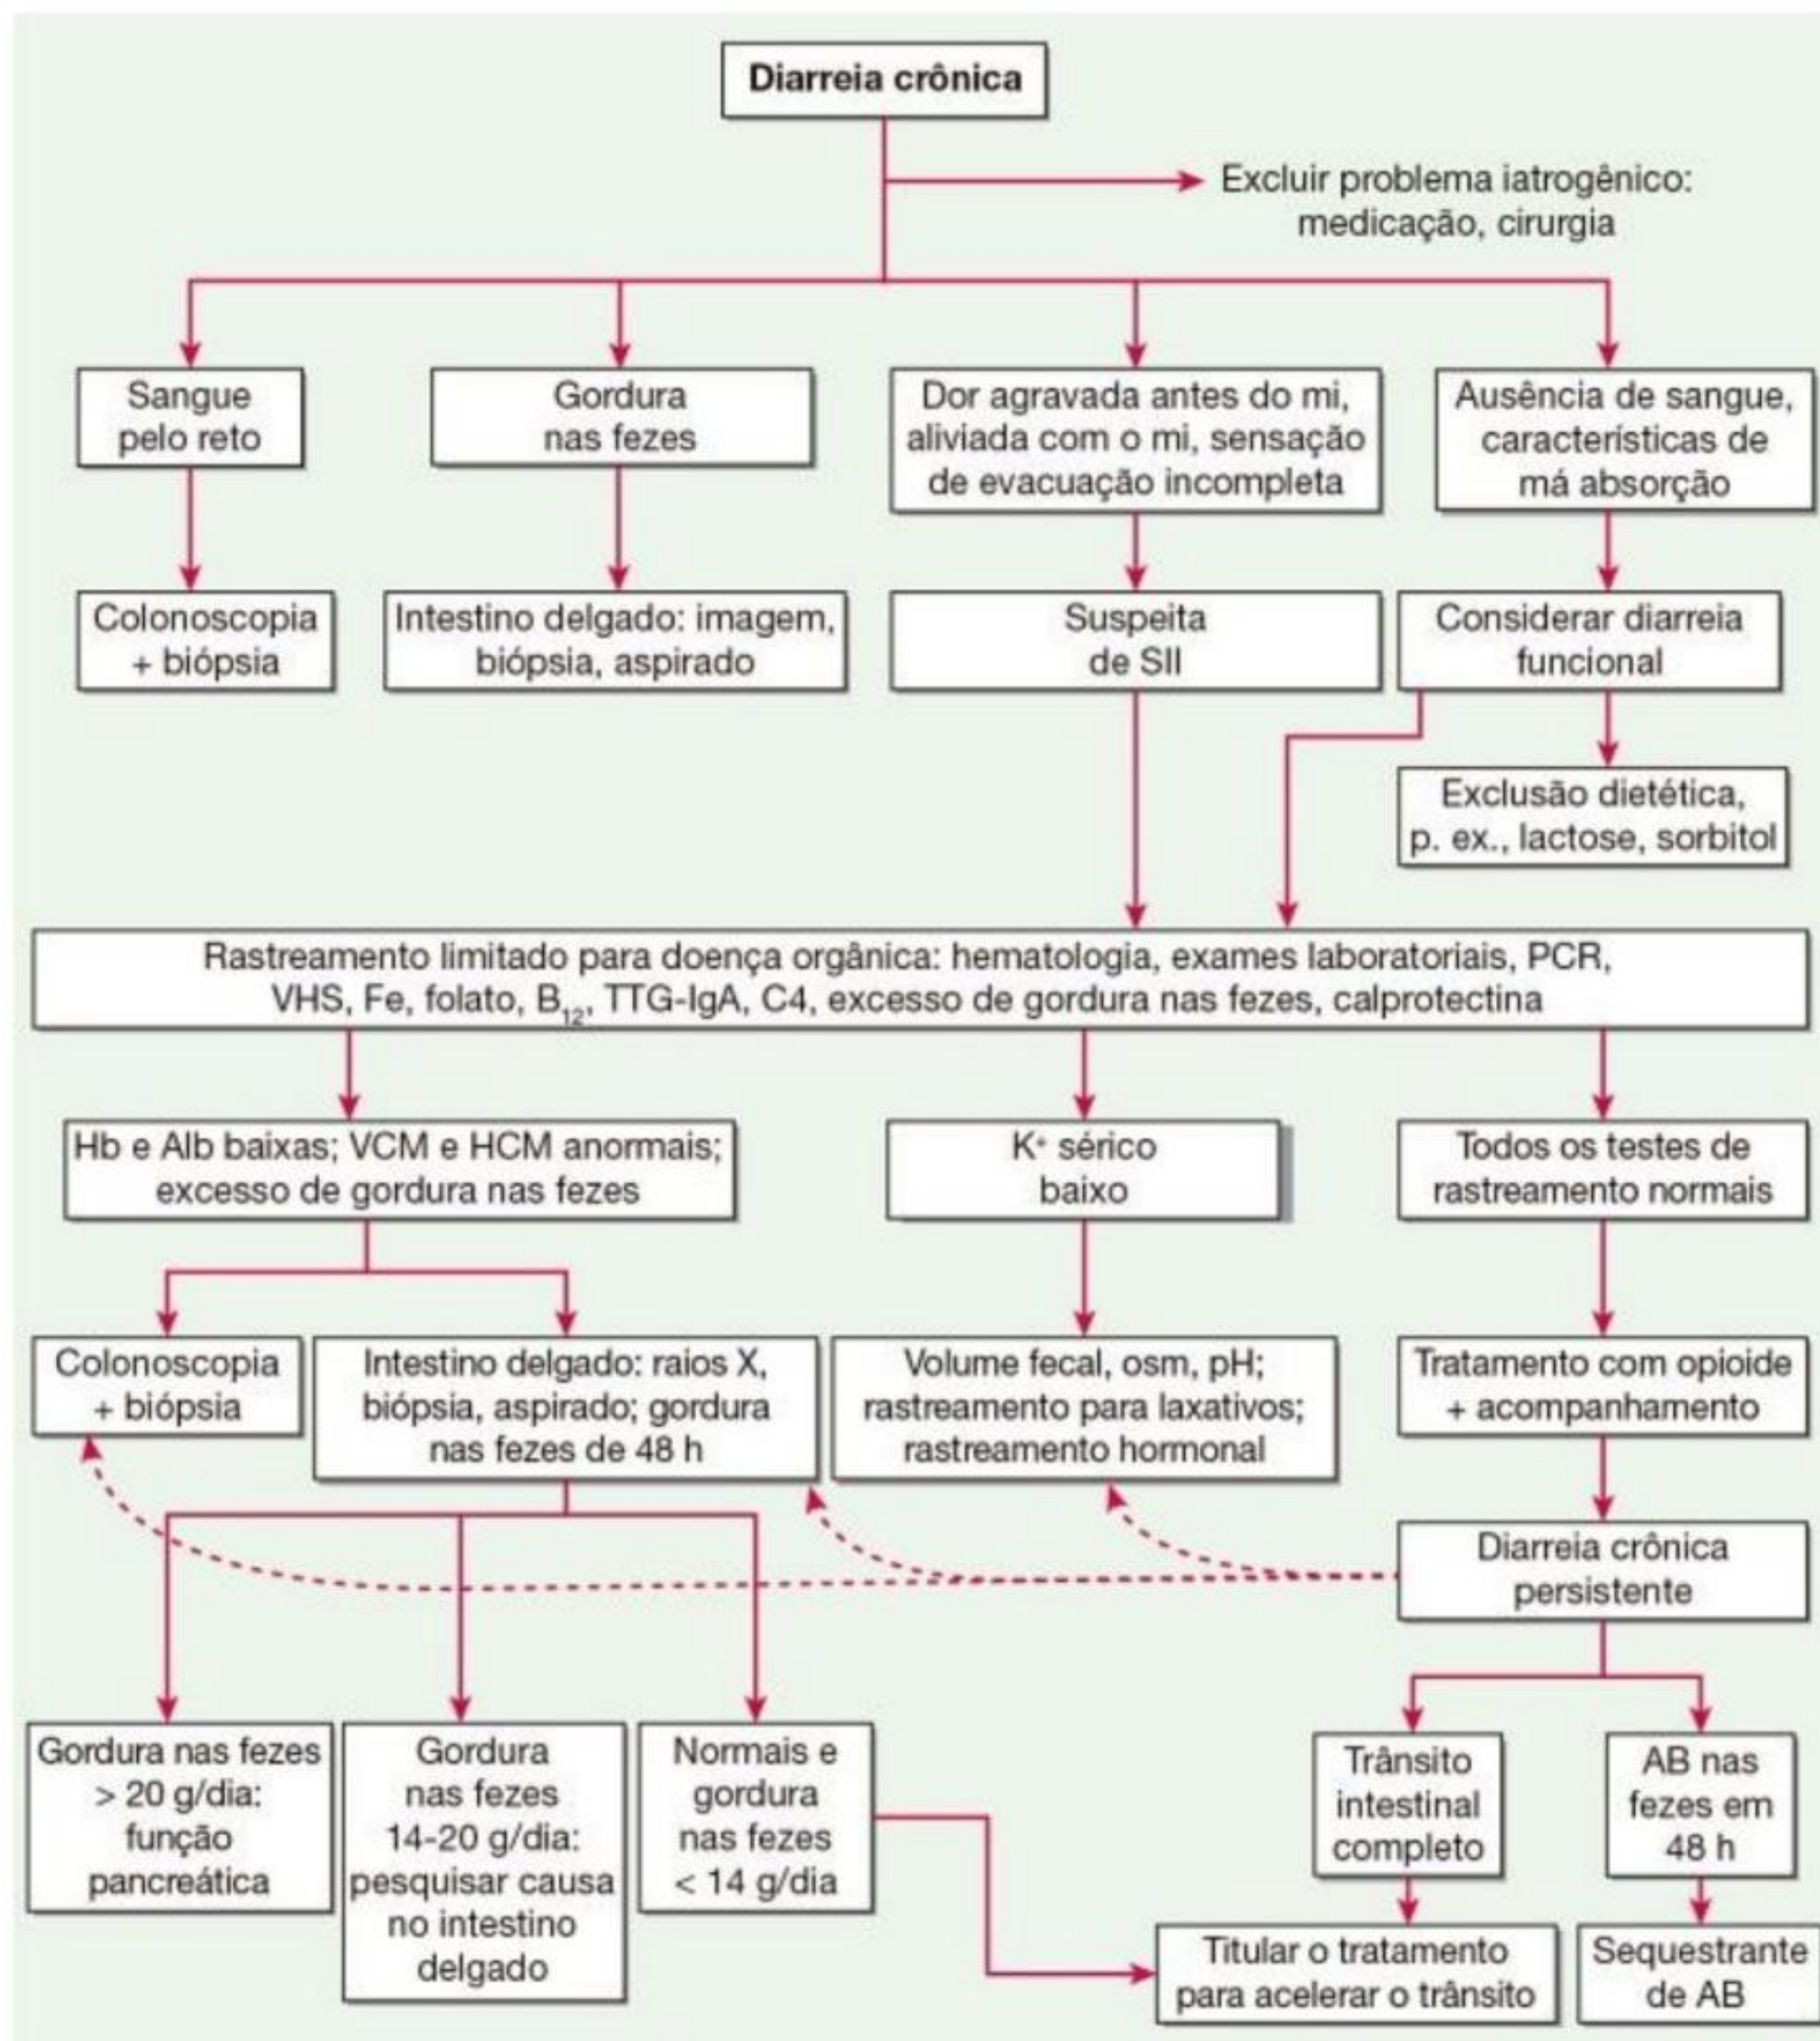 Diarreia crônica
Excluir problema iatrogênico:
medicação, cirurgia
Sangue
pelo reto
Gordura
nas fezes
Dor agravada antes do mi,
aliviada com o mi, sensação
de evacuação incompleta
Ausência de sangue,
características de
má absorção
Colonoscopia
+ biópsia
Intestino delgado: imagem,
biópsia, aspirado
Suspeita
de SII
Considerar diarreia
funcional
Exclusão dietética,
p. ex., lactose, sorbitol
Rastreamento limitado para doença orgânica: hematologia, exames laboratoriais, PCR,
VHS, Fe, folato, B₁₂, TTG-IgA, C4, excesso de gordura nas fezes, calprotectina
Hb e Alb baixas; VCM e HCM anormais;
excesso de gordura nas fezes
K⁺ sérico
baixo
Todos os testes de
rastreamento normais
Colonoscopia
+ biópsia
Intestino delgado: raios X,
biópsia, aspirado; gordura
nas fezes de 48 h
Volume fecal, osm, pH;
rastreamento para laxativos;
rastreamento hormonal
Tratamento com opioide
+ acompanhamento
Diarreia crônica
persistente
Gordura nas fezes
> 20 g/dia:
função
pancreática
Gordura
nas fezes
14-20 g/dia:
pesquisar causa
no intestino
delgado
Normais e
gordura
nas fezes
< 14 g/dia
Trânsito
intestinal
completo
AB nas
fezes em
48 h
Titular o tratamento
para acelerar o trânsito
Sequestrante
de AB